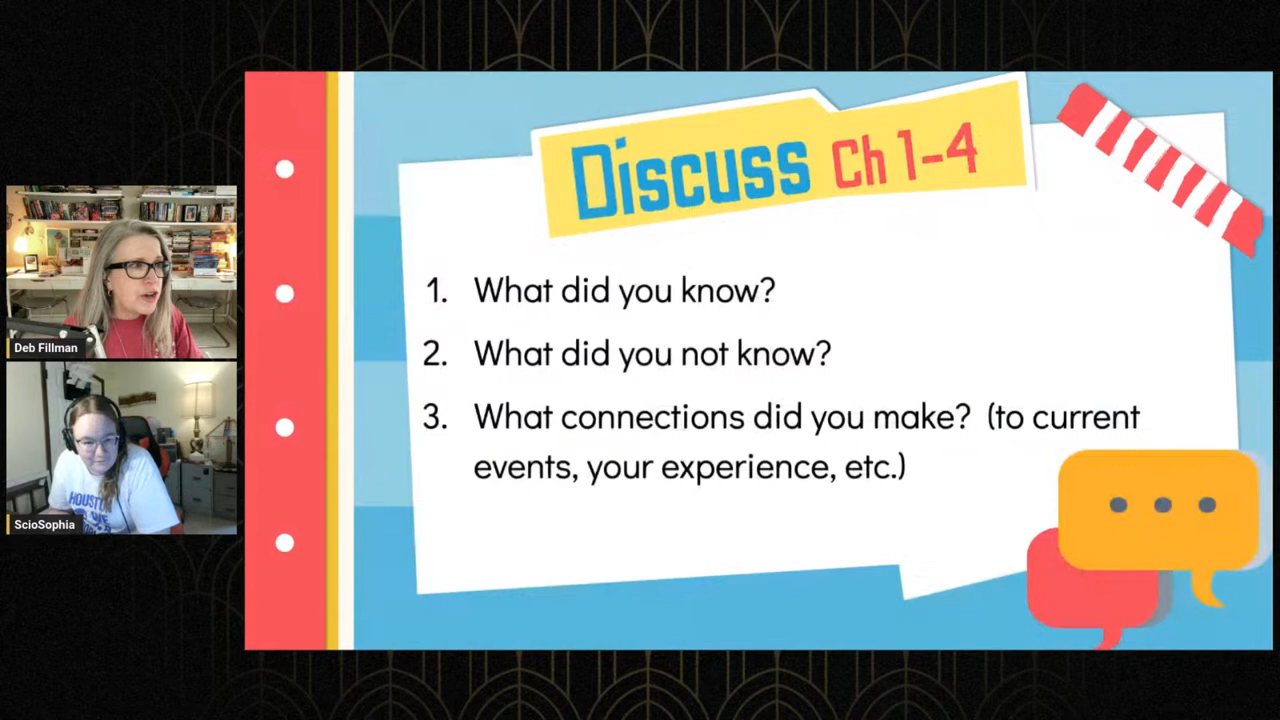 Discuss Ch 1-4
1. What did you know?
2. What did you not know?
3. What connections did you make? (to current
events, your experience, etc.)
Deb Fillman
HOUSTON
ScioSophia